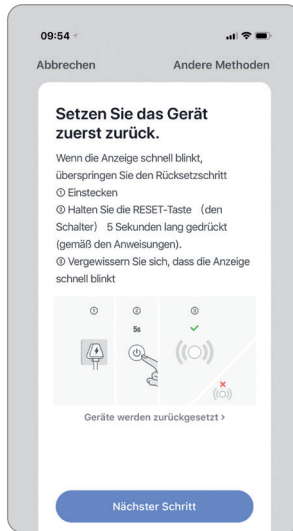 09:54
Abbrechen
Andere Methoden
Setzen Sie das Gerät
zuerst zurück.
Wenn die Anzeige schnell blinkt,
überspringen Sie den Rücksetzschritt
① Einstecken
② Halten Sie die RESET-Taste （den
Schalter） 5 Sekunden lang gedrückt
(gemäß den Anweisungen).
③ Vergewissern Sie sich, dass die Anzeige
schnell blinkt
① ② ③
5s
Geräte werden zurückgesetzt >
Nächster Schritt